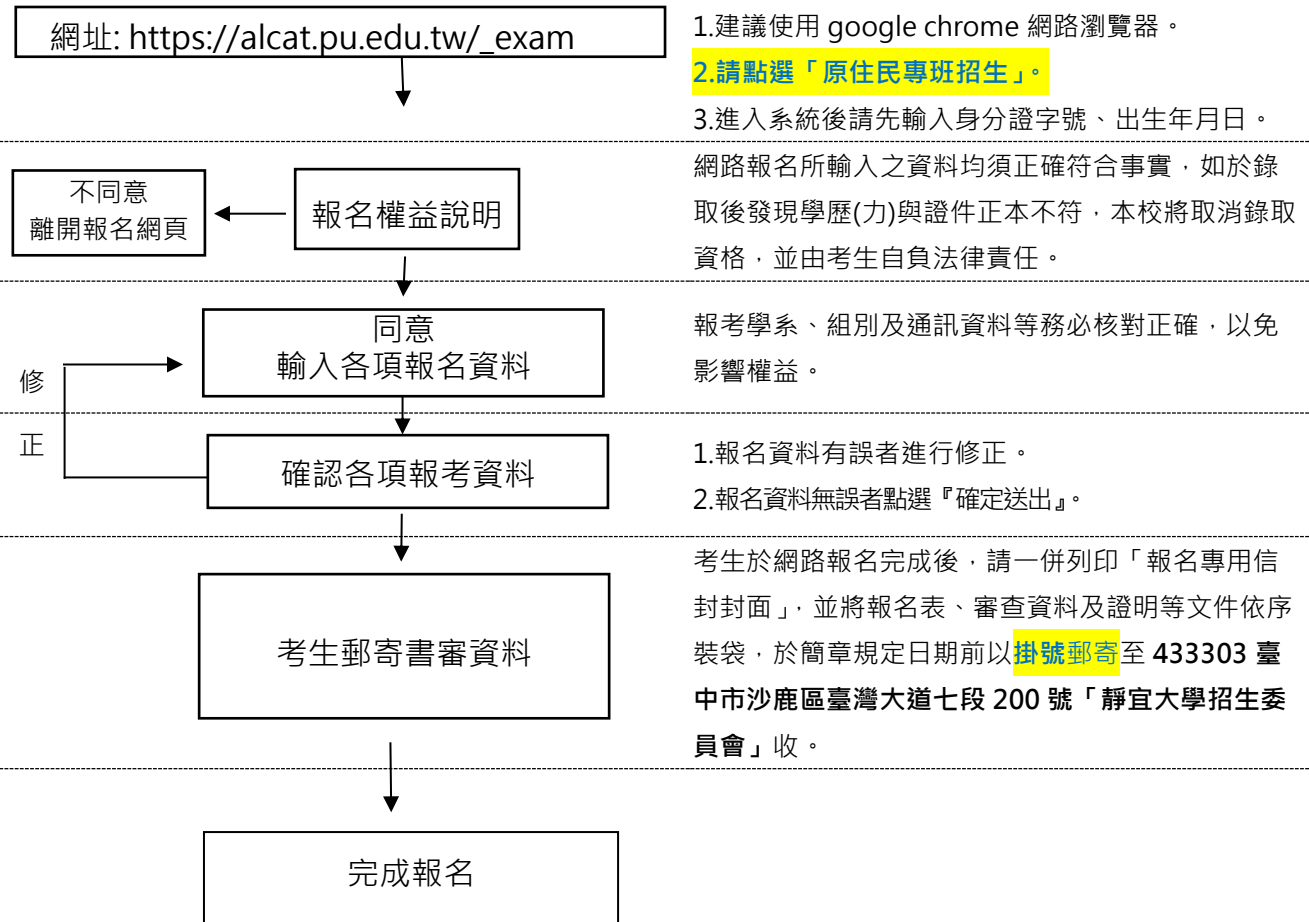 網址: https://alcat.pu.edu.tw/_exam
1.建議使用 google chrome 網路瀏覽器。
2.請點選「原住民專班招生」。
3.進入系統後請先輸入身分證字號、出生年月日。
不同意
離開報名網頁
報名權益說明
網路報名所輸入之資料均須正確符合事實，如於錄
取後發現學歷(力)與證件正本不符，本校將取消錄取
資格，並由考生自負法律責任。
同意
輸入各項報名資料
報考學系、組別及通訊資料等務必核對正確，以免
影響權益。
修
正
確認各項報考資料
1.報名資料有誤者進行修正。
2.報名資料無誤者點選『確定送出』。
考生郵寄書審資料
考生於網路報名完成後，請一併列印「報名專用信
封封面」，並將報名表、審查資料及證明等文件依序
裝袋，於簡章規定日期前以掛號郵寄至 433303 臺
中市沙鹿區臺灣大道七段 200 號「靜宜大學招生委
員會」收。
完成報名